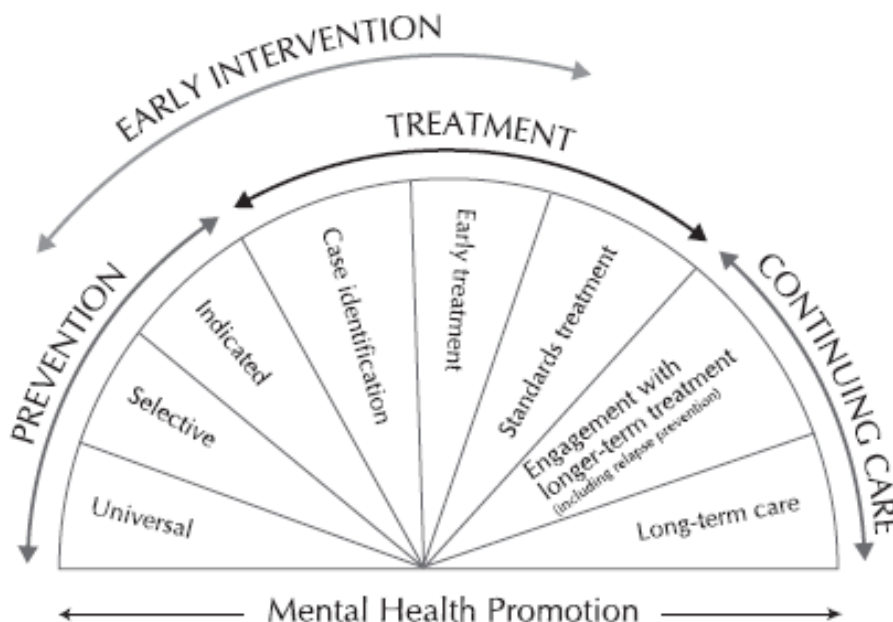 EARLY INTERVENTION
TREATMENT
PREVENTION
CONTINUING CARE
Universal
Selective
Indicated
Case identification
Early treatment
Standards treatment
Engagement with
longer-term treatment
(including relapse prevention)
Long-term care
Mental Health Promotion